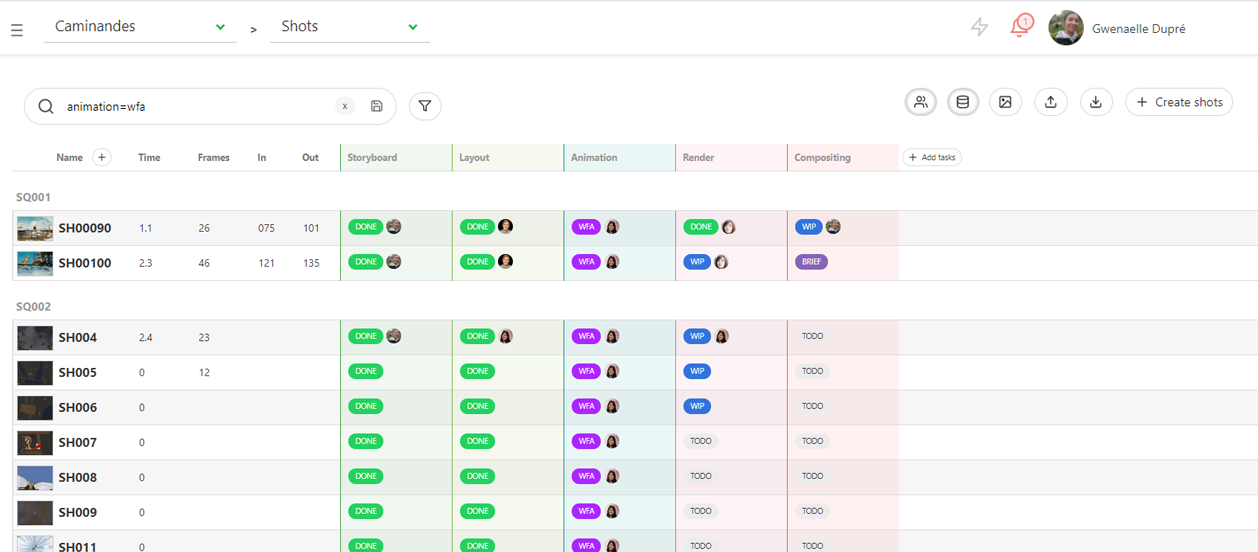 Caminandes > Shots 1 Gwenaelle Dupré
animation=wfa x + Create shots
Name + Time Frames In Out Storyboard Layout Animation Render Compositing + Add tasks
SQ001
SH00090 1.1 26 075 101 DONE DONE WFA DONE WIP
SH00100 2.3 46 121 135 DONE DONE WFA WIP BRIEF
SQ002
SH004 2.4 23 DONE DONE WFA WIP TODO
SH005 0 12 DONE DONE WFA WIP TODO
SH006 0 DONE DONE WFA WIP TODO
SH007 0 DONE DONE WFA TODO TODO
SH008 0 DONE DONE WFA TODO TODO
SH009 0 DONE DONE WFA TODO TODO
SH011 0 DONE DONE WFA TODO TODO